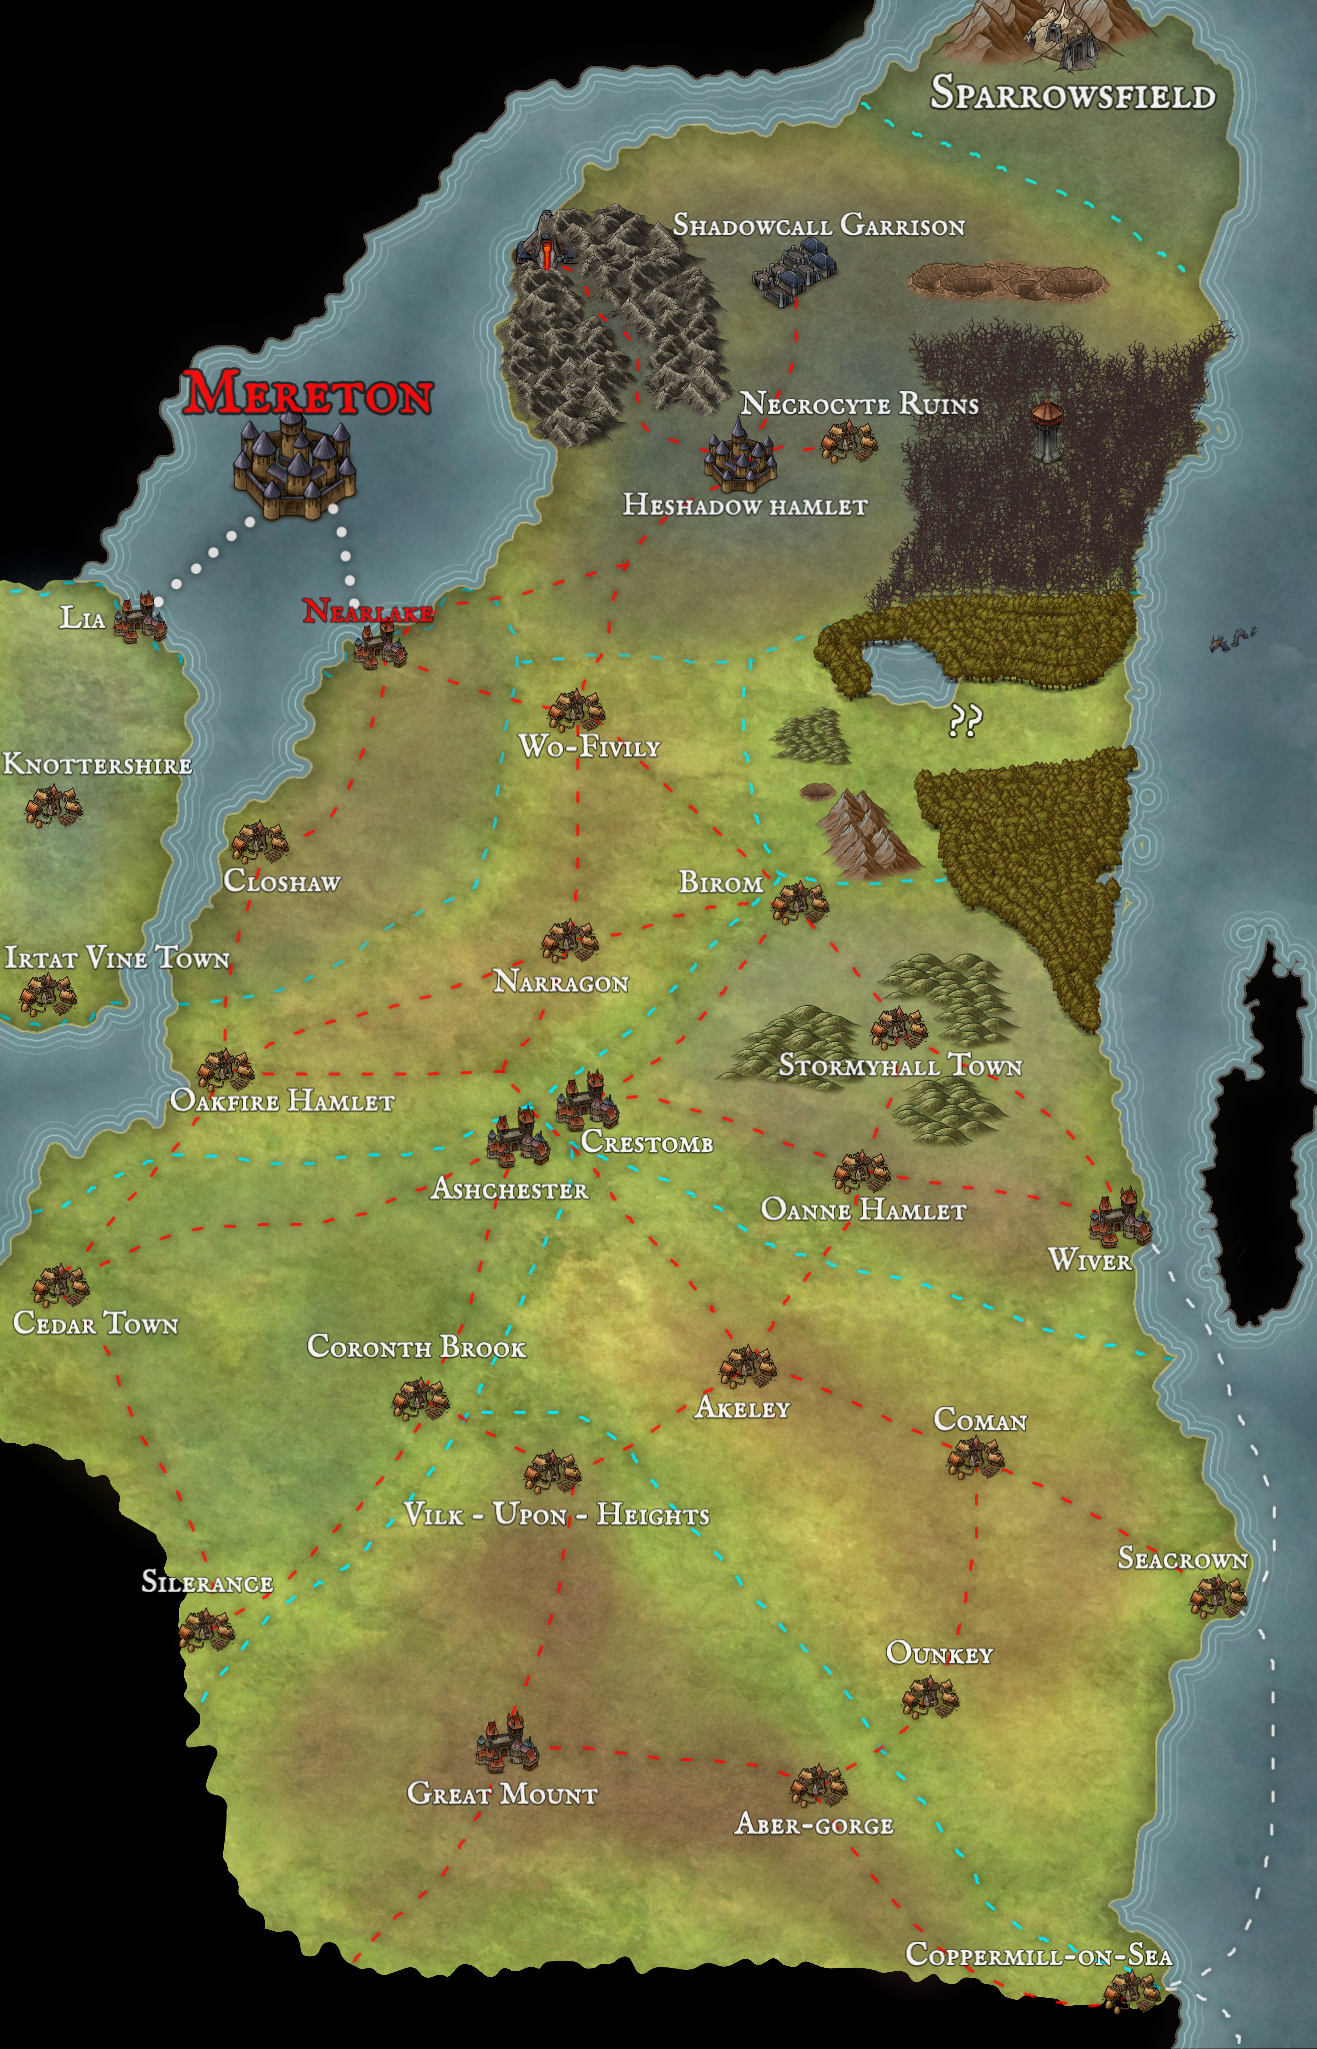 Sparrowsfield
Shadowcall Garrison
Mereton
Necrocyte Ruins
Heshadow hamlet
Lia
Nearlake
??
Wo-Fivily
Knottershire
Closhaw
Birom
Irtat Vine Town
Narragon
Stormyhall Town
Oakfire Hamlet
Crestomb
Ashchester
Oanne Hamlet
Wiver
Cedar Town
Coronth Brook
Akeley
Coman
Vilk - Upon - Heights
Seacrown
Silerance
Ounkey
Great Mount
Aber-gorge
Coppermill-on-Sea